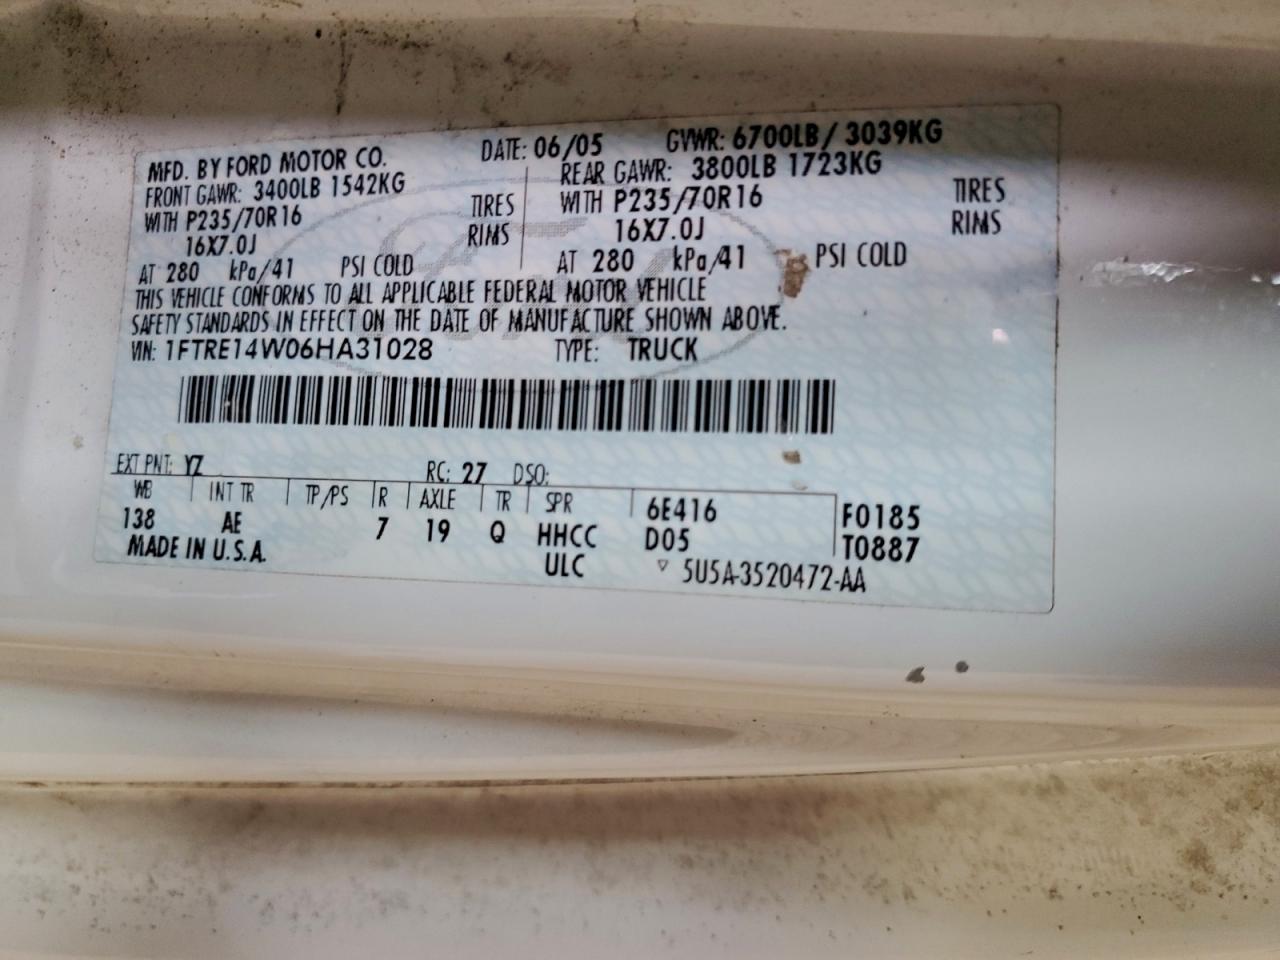 MFD. BY FORD MOTOR CO. DATE: 06/05 GVWR: 6700LB / 3039KG
FRONT GAWR: 3400LB 1542KG REAR GAWR: 3800LB 1723KG
WITH P235/70R16 TIRES WITH P235/70R16 TIRES
16X7.0J RIMS 16X7.0J RIMS
AT 280 kPa/41 PSI COLD AT 280 kPa/41 PSI COLD
THIS VEHICLE CONFORMS TO ALL APPLICABLE FEDERAL MOTOR VEHICLE
SAFETY STANDARDS IN EFFECT ON THE DATE OF MANUFACTURE SHOWN ABOVE.
VIN: 1FTRE14W06HA31028 TYPE: TRUCK
EXT PNT: YZ RC: 27 DSO:
WB INT TR TP/PS R AXLE TR SPR 6E416 F0185
138 AE 7 19 Q HHCC D05 T0887
MADE IN U.S.A. ULC ▽ 5U5A-3520472-AA
Ford